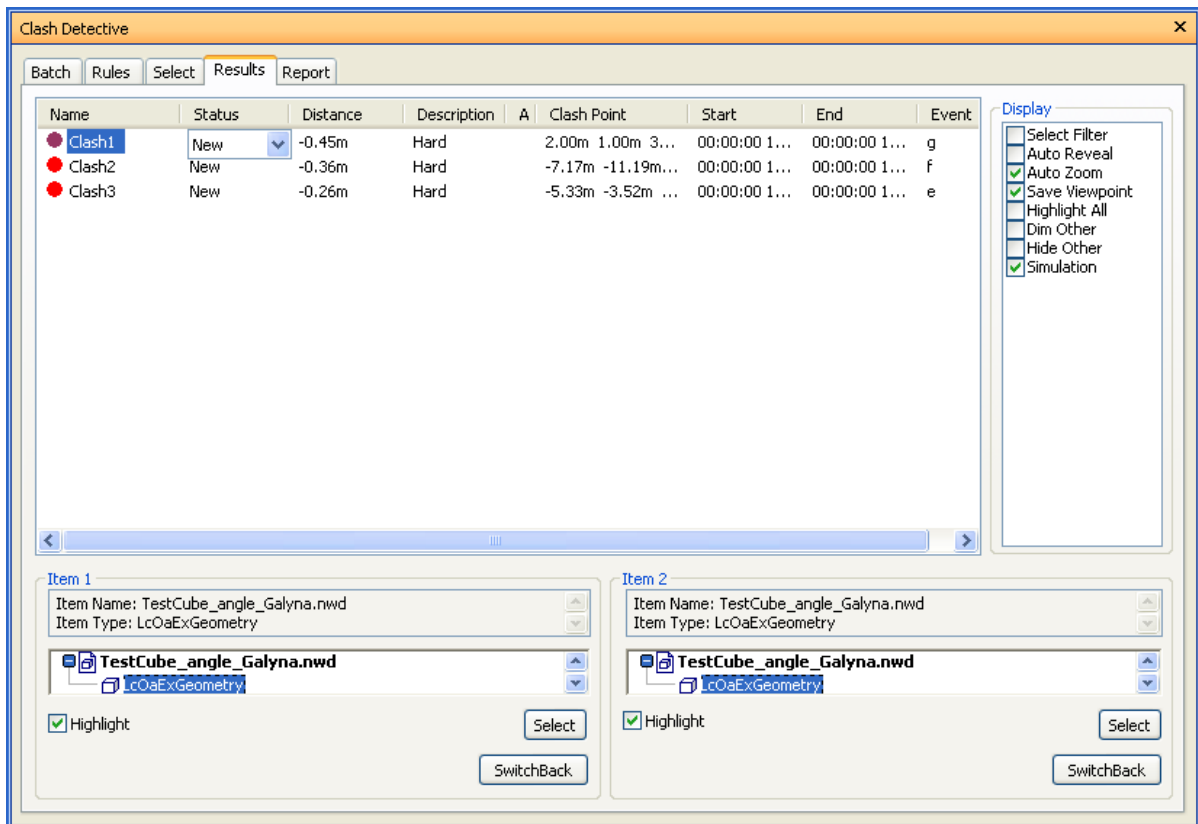 Clash Detective
Batch Rules Select Results Report
Name Status Distance Description A Clash Point Start End Event
Clash1 New -0.45m Hard 2.00m 1.00m 3... 00:00:00 1... 00:00:00 1... g
Clash2 New -0.36m Hard -7.17m -11.19m... 00:00:00 1... 00:00:00 1... f
Clash3 New -0.26m Hard -5.33m -3.52m ... 00:00:00 1... 00:00:00 1... e
Display
Select Filter
Auto Reveal
Auto Zoom
Save Viewpoint
Highlight All
Dim Other
Hide Other
Simulation
Item 1
Item Name: TestCube_angle_Galyna.nwd
Item Type: LcOaExGeometry
TestCube_angle_Galyna.nwd
LcOaExGeometry
Highlight
Select
SwitchBack
Item 2
Item Name: TestCube_angle_Galyna.nwd
Item Type: LcOaExGeometry
TestCube_angle_Galyna.nwd
LcOaExGeometry
Highlight
Select
SwitchBack